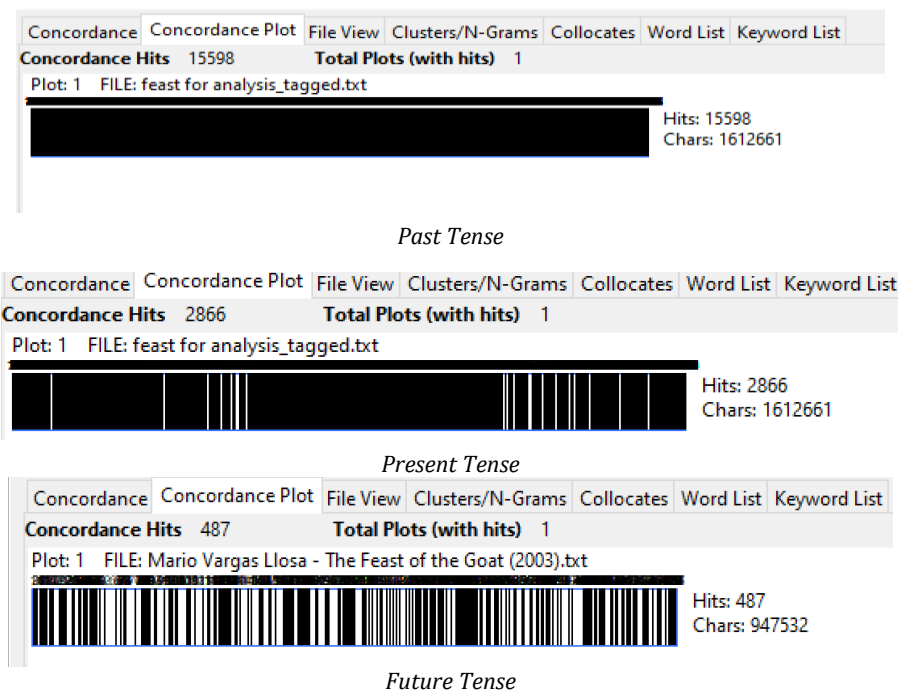 Concordance Concordance Plot File View Clusters/N-Grams Collocates Word List Keyword List
Concordance Hits 15598 Total Plots (with hits) 1
Plot: 1 FILE: feast for analysis_tagged.txt
Hits: 15598
Chars: 1612661
Past Tense
Concordance Concordance Plot File View Clusters/N-Grams Collocates Word List Keyword List
Concordance Hits 2866 Total Plots (with hits) 1
Plot: 1 FILE: feast for analysis_tagged.txt
Hits: 2866
Chars: 1612661
Present Tense
Concordance Concordance Plot File View Clusters/N-Grams Collocates Word List Keyword List
Concordance Hits 487 Total Plots (with hits) 1
Plot: 1 FILE: Mario Vargas Llosa - The Feast of the Goat (2003).txt
Hits: 487
Chars: 947532
Future Tense